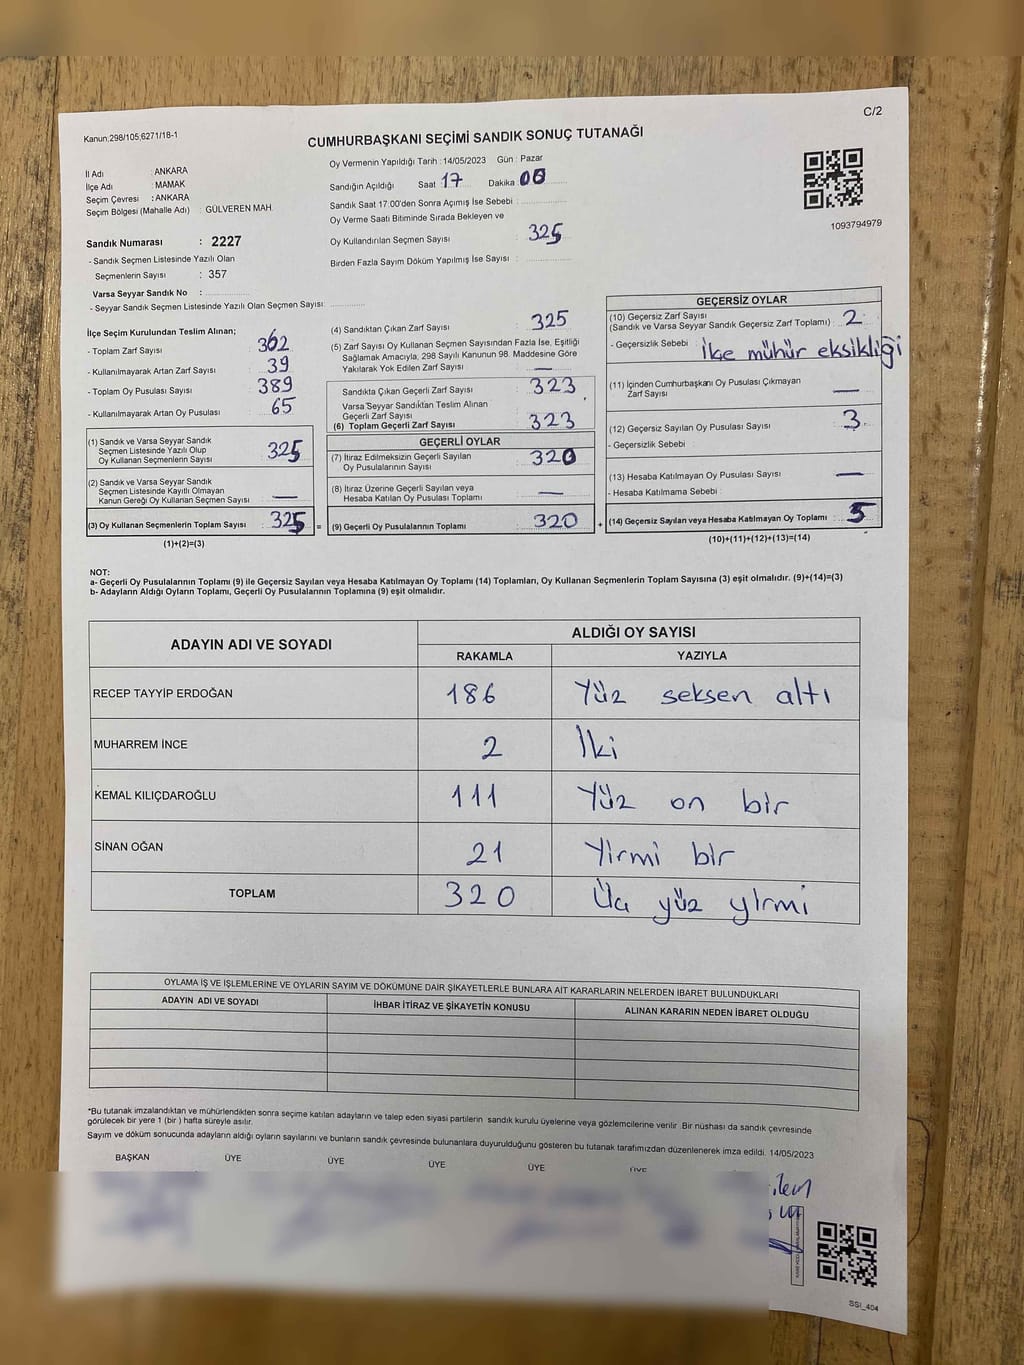 C/2
Kanun:298/105,6271/18-1
CUMHURBAŞKANI SEÇİMİ SANDIK SONUÇ TUTANAĞI
İl Adı : ANKARA
İlçe Adı : MAMAK
Seçim Çevresi : ANKARA
Seçim Bölgesi (Mahalle Adı) : GÜLVEREN MAH.
Sandık Numarası : 2227
- Sandık Seçmen Listesinde Yazılı Olan
Seçmenlerin Sayısı : 357
Varsa Seyyar Sandık No :
- Seyyar Sandık Seçmen Listesinde Yazılı Olan Seçmen Sayısı:
Oy Vermenin Yapıldığı Tarih : 14/05/2023 Gün : Pazar
Sandığın Açıldığı Saat 17 Dakika 00
Sandık Saat 17:00'den Sonra Açımış İse Sebebi :
Oy Verme Saati Bitiminde Sırada Bekleyen ve
Oy Kullandırılan Seçmen Sayısı : 325
Birden Fazla Sayım Döküm Yapılmış İse Sayısı :
1093794979
İlçe Seçim Kurulundan Teslim Alınan;
- Toplam Zarf Sayısı : 362
- Kullanılmayarak Artan Zarf Sayısı : 39
- Toplam Oy Pusulası Sayısı : 389
- Kullanılmayarak Artan Oy Pusulası : 65
(1) Sandık ve Varsa Seyyar Sandık
Seçmen Listesinde Yazılı Olup
Oy Kullanan Seçmenlerin Sayısı : 325
(2) Sandık ve Varsa Seyyar Sandık
Seçmen Listesinde Kayıtlı Olmayan
Kanun Gereği Oy Kullanan Seçmen Sayısı : —
(3) Oy Kullanan Seçmenlerin Toplam Sayısı : 325 =
(1)+(2)=(3)
(4) Sandıktan Çıkan Zarf Sayısı : 325
(5) Zarf Sayısı Oy Kullanan Seçmen Sayısından Fazla İse, Eşitliği
Sağlamak Amacıyla, 298 Sayılı Kanunun 98. Maddesine Göre
Yakılarak Yok Edilen Zarf Sayısı : —
Sandıkta Çıkan Geçerli Zarf Sayısı : 323
Varsa Seyyar Sandıktan Teslim Alınan
Geçerli Zarf Sayısı
(6) Toplam Geçerli Zarf Sayısı : 323
GEÇERLİ OYLAR
(7) İtiraz Edilmeksizin Geçerli Sayılan
Oy Pusulalarının Sayısı : 320
(8) İtiraz Üzerine Geçerli Sayılan veya
Hesaba Katılan Oy Pusulası Toplamı : —
(9) Geçerli Oy Pusulalarının Toplamı : 320 +
GEÇERSİZ OYLAR
(10) Geçersiz Zarf Sayısı
(Sandık ve Varsa Seyyar Sandık Geçersiz Zarf Toplamı) : 2
- Geçersizlik Sebebi : ilçe mühür eksikliği
(11) İçinden Cumhurbaşkanı Oy Pusulası Çıkmayan
Zarf Sayısı : —
(12) Geçersiz Sayılan Oy Pusulası Sayısı : 3
- Geçersizlik Sebebi :
(13) Hesaba Katılmayan Oy Pusulası Sayısı : —
- Hesaba Katılmama Sebebi :
(14) Geçersiz Sayılan veya Hesaba Katılmayan Oy Toplamı : 5
(10)+(11)+(12)+(13)=(14)
NOT:
a- Geçerli Oy Pusulalarının Toplamı (9) ile Geçersiz Sayılan veya Hesaba Katılmayan Oy Toplamı (14) Toplamları, Oy Kullanan Seçmenlerin Toplam Sayısına (3) eşit olmalıdır. (9)+(14)=(3)
b- Adayların Aldığı Oyların Toplamı, Geçerli Oy Pusulalarının Toplamına (9) eşit olmalıdır.
ADAYIN ADI VE SOYADI
ALDIĞI OY SAYISI
RAKAMLA YAZIYLA
RECEP TAYYİP ERDOĞAN 186 Yüz seksen altı
MUHARREM İNCE 2 İki
KEMAL KILIÇDAROĞLU 111 Yüz on bir
SİNAN OĞAN 21 Yirmi bir
TOPLAM 320 Üç yüz yirmi
OYLAMA İŞ VE İŞLEMLERİNE VE OYLARIN SAYIM VE DÖKÜMÜNE DAİR ŞİKAYETLERLE BUNLARA AİT KARARLARIN NELERDEN İBARET BULUNDUKLARI
ADAYIN ADI VE SOYADI İHBAR İTİRAZ VE ŞİKAYETİN KONUSU ALINAN KARARIN NEDEN İBARET OLDUĞU
*Bu tutanak imzalandıktan ve mühürlendikten sonra seçime katılan adayların ve talep eden siyasi partilerin sandık kurulu üyelerine veya gözlemcilerine verilir. Bir nüshası da sandık çevresinde
görülecek bir yere 1 (bir ) hafta süreyle asılır.
Sayım ve döküm sonucunda adayların aldığı oyların sayılarını ve bunların sandık çevresinde bulunanlara duyurulduğunu gösteren bu tutanak tarafımızdan düzenlenerek imza edildi. 14/05/2023
BAŞKAN ÜYE ÜYE ÜYE ÜYE ÜYE
SSI_404